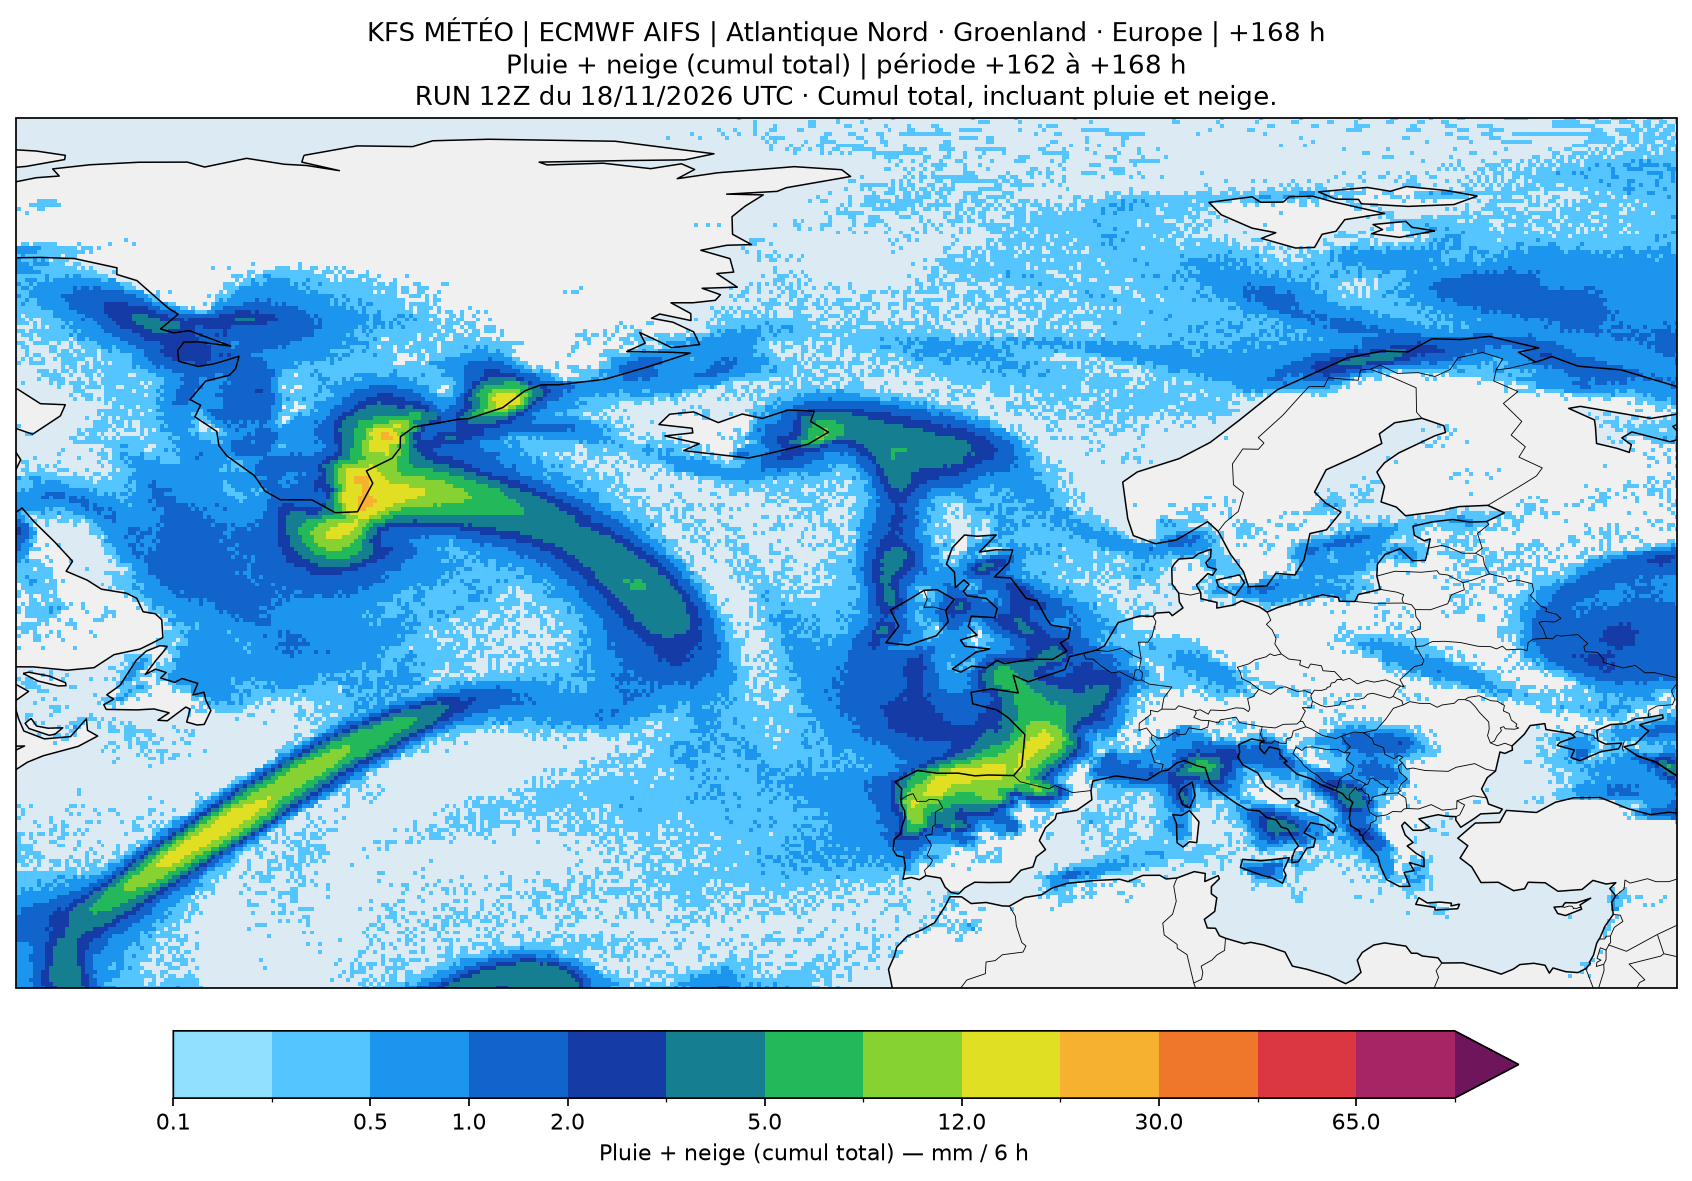 KFS MÉTÉO | ECMWF AIFS | Atlantique Nord · Groenland · Europe | +168 h
Pluie + neige (cumul total) | période +162 à +168 h
RUN 12Z du 18/11/2026 UTC · Cumul total, incluant pluie et neige.
0.1 0.5 1.0 2.0 5.0 12.0 30.0 65.0
Pluie + neige (cumul total) — mm / 6 h